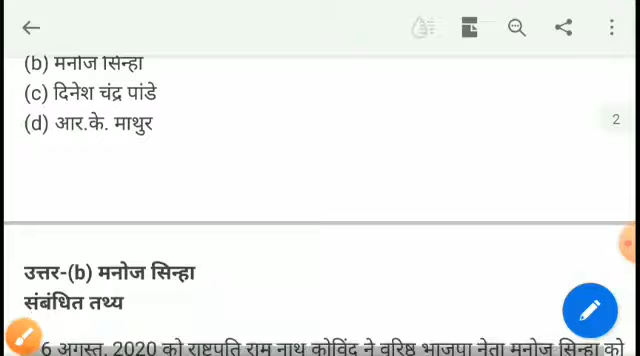 (b) मनोज सिन्हा
(c) दिनेश चंद्र पांडे
(d) आर.के. माथुर
2
उत्तर-(b) मनोज सिन्हा
संबंधित तथ्य
6 अगस्त, 2020 को राष्ट्रपति राम नाथ कोविंद ने वरिष्ठ भाजपा नेता मनोज सिन्हा को